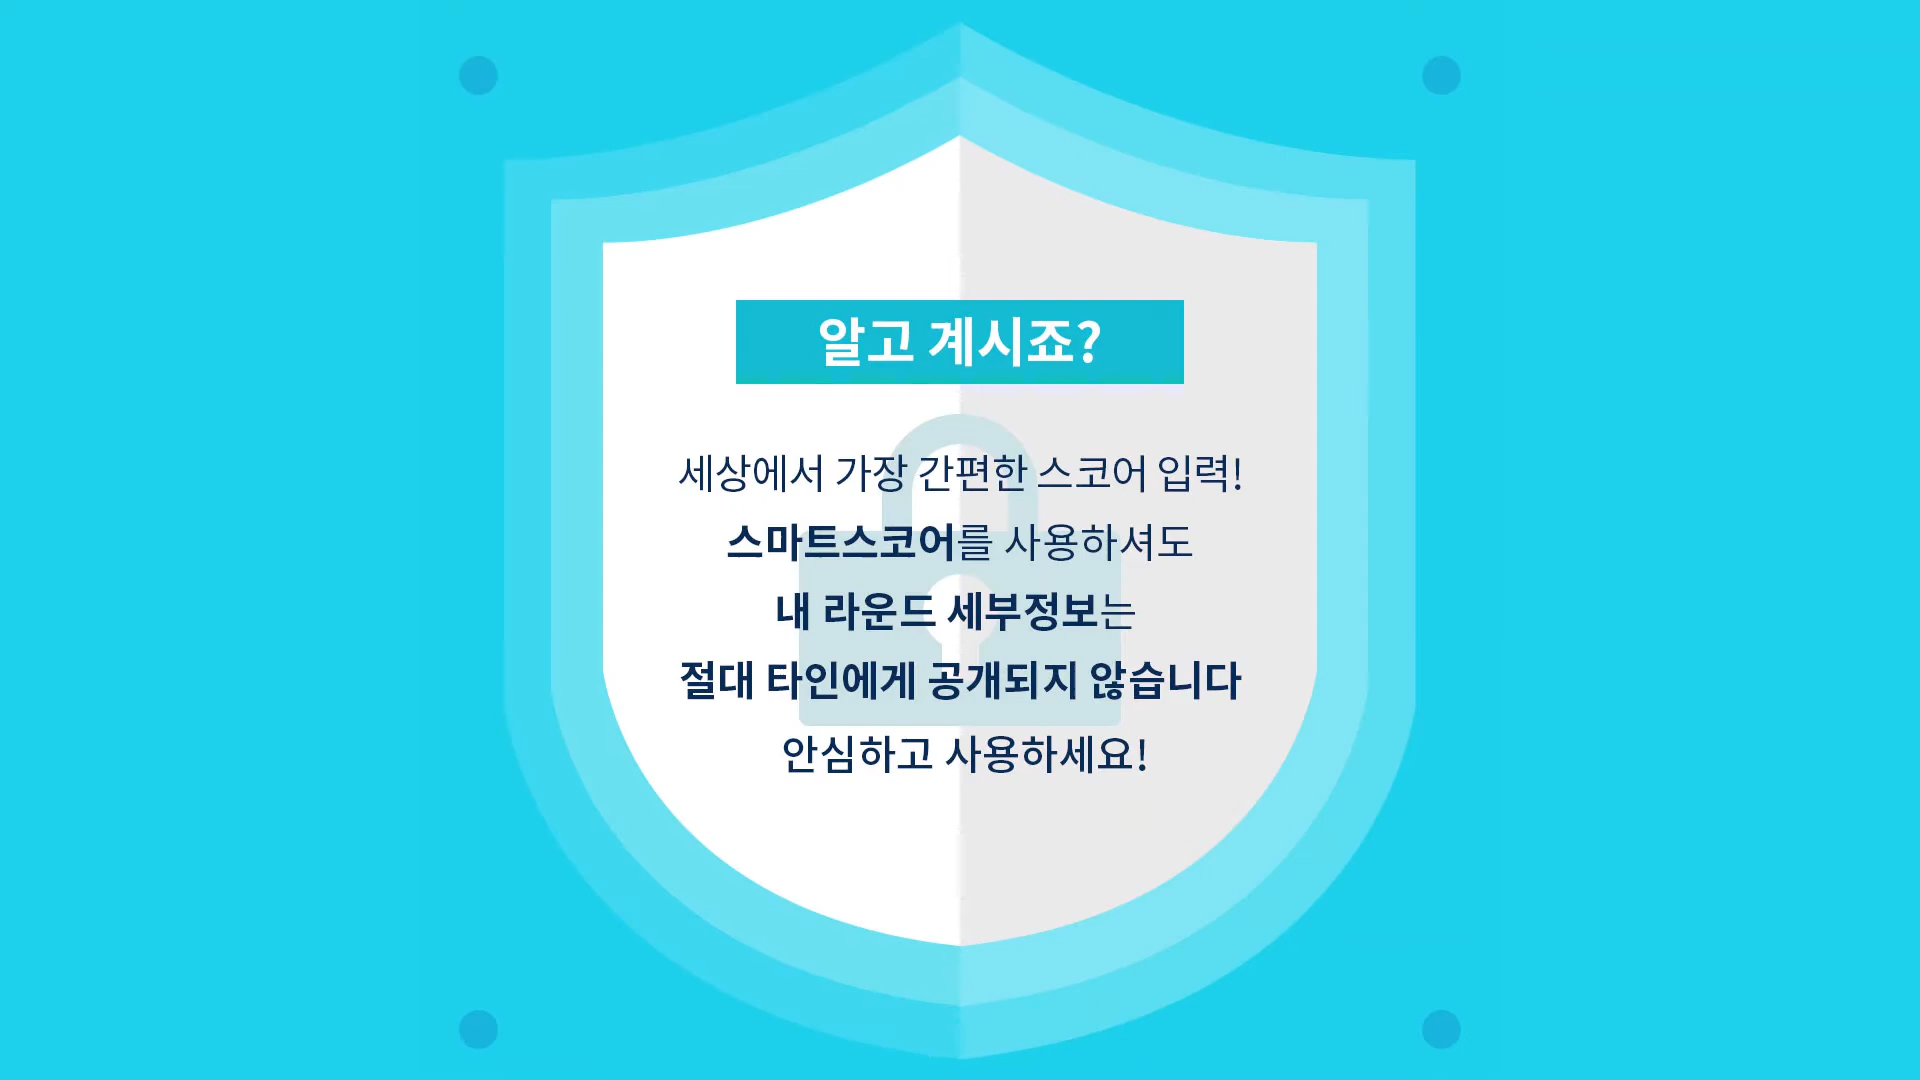 알고 계시죠?
세상에서 가장 간편한 스코어 입력!
스마트스코어를 사용하셔도
내 라운드 세부정보는
절대 타인에게 공개되지 않습니다
안심하고 사용하세요!